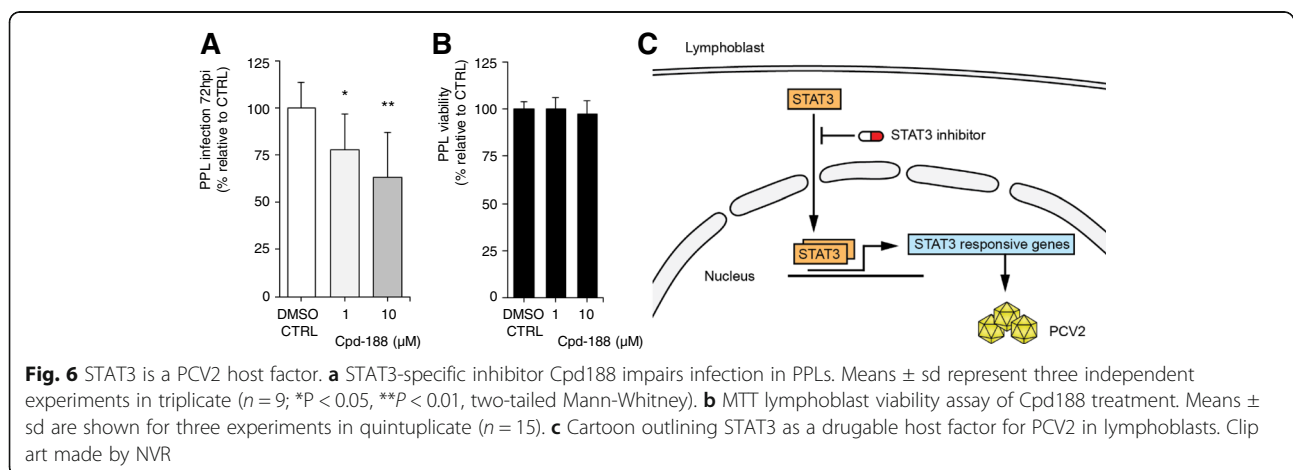 A
PPL infection 72hpi
(% relative to CTRL)
125
100
75
50
25
0
*
**
DMSO
CTRL
1
10
Cpd-188 (μM)
B
PPL viability
(% relative to CTRL)
125
100
75
50
25
0
DMSO
CTRL
1
10
Cpd-188 (μM)
C
Lymphoblast
STAT3
STAT3 inhibitor
STAT3
STAT3 responsive genes
Nucleus
PCV2
Fig. 6 STAT3 is a PCV2 host factor. a STAT3-specific inhibitor Cpd188 impairs infection in PPLs. Means ± sd represent three independent
experiments in triplicate (n = 9; *P < 0.05, **P < 0.01, two-tailed Mann-Whitney). b MTT lymphoblast viability assay of Cpd188 treatment. Means ±
sd are shown for three experiments in quintuplicate (n = 15). c Cartoon outlining STAT3 as a drugable host factor for PCV2 in lymphoblasts. Clip
art made by NVR